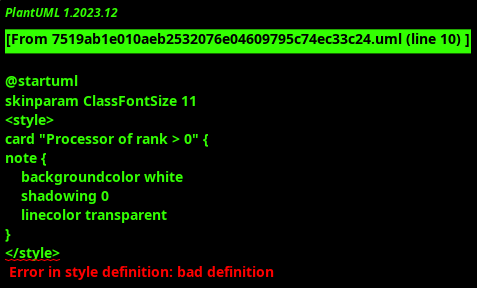 PlantUML 1.2023.12
[From 7519ab1e010aeb2532076e04609795c74ec33c24.uml (line 10) ]
@startuml
skinparam ClassFontSize 11
<style>
card "Processor of rank > 0" {
note {
    backgroundcolor white
    shadowing 0
    linecolor transparent
}
</style>
Error in style definition: bad definition